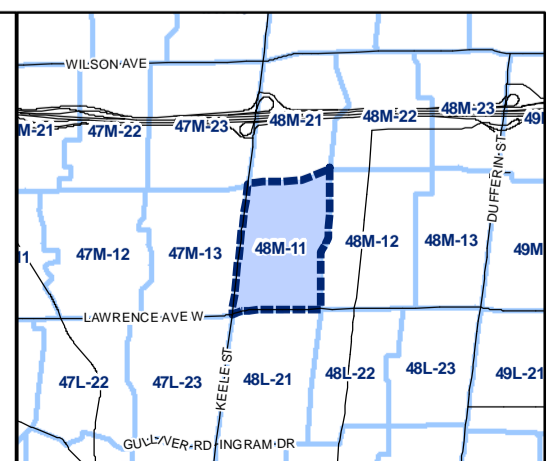 WILSON AVE
M-21
47M-22
47M-23
48M-21
48M-22
48M-23
49
DUFFERIN ST
11
47M-12
47M-13
48M-11
48M-12
48M-13
49M
LAWRENCE AVE W
KEELE ST
47L-22
47L-23
48L-21
48L-22
48L-23
49L-21
GULLIVER RD
INGRAM DR